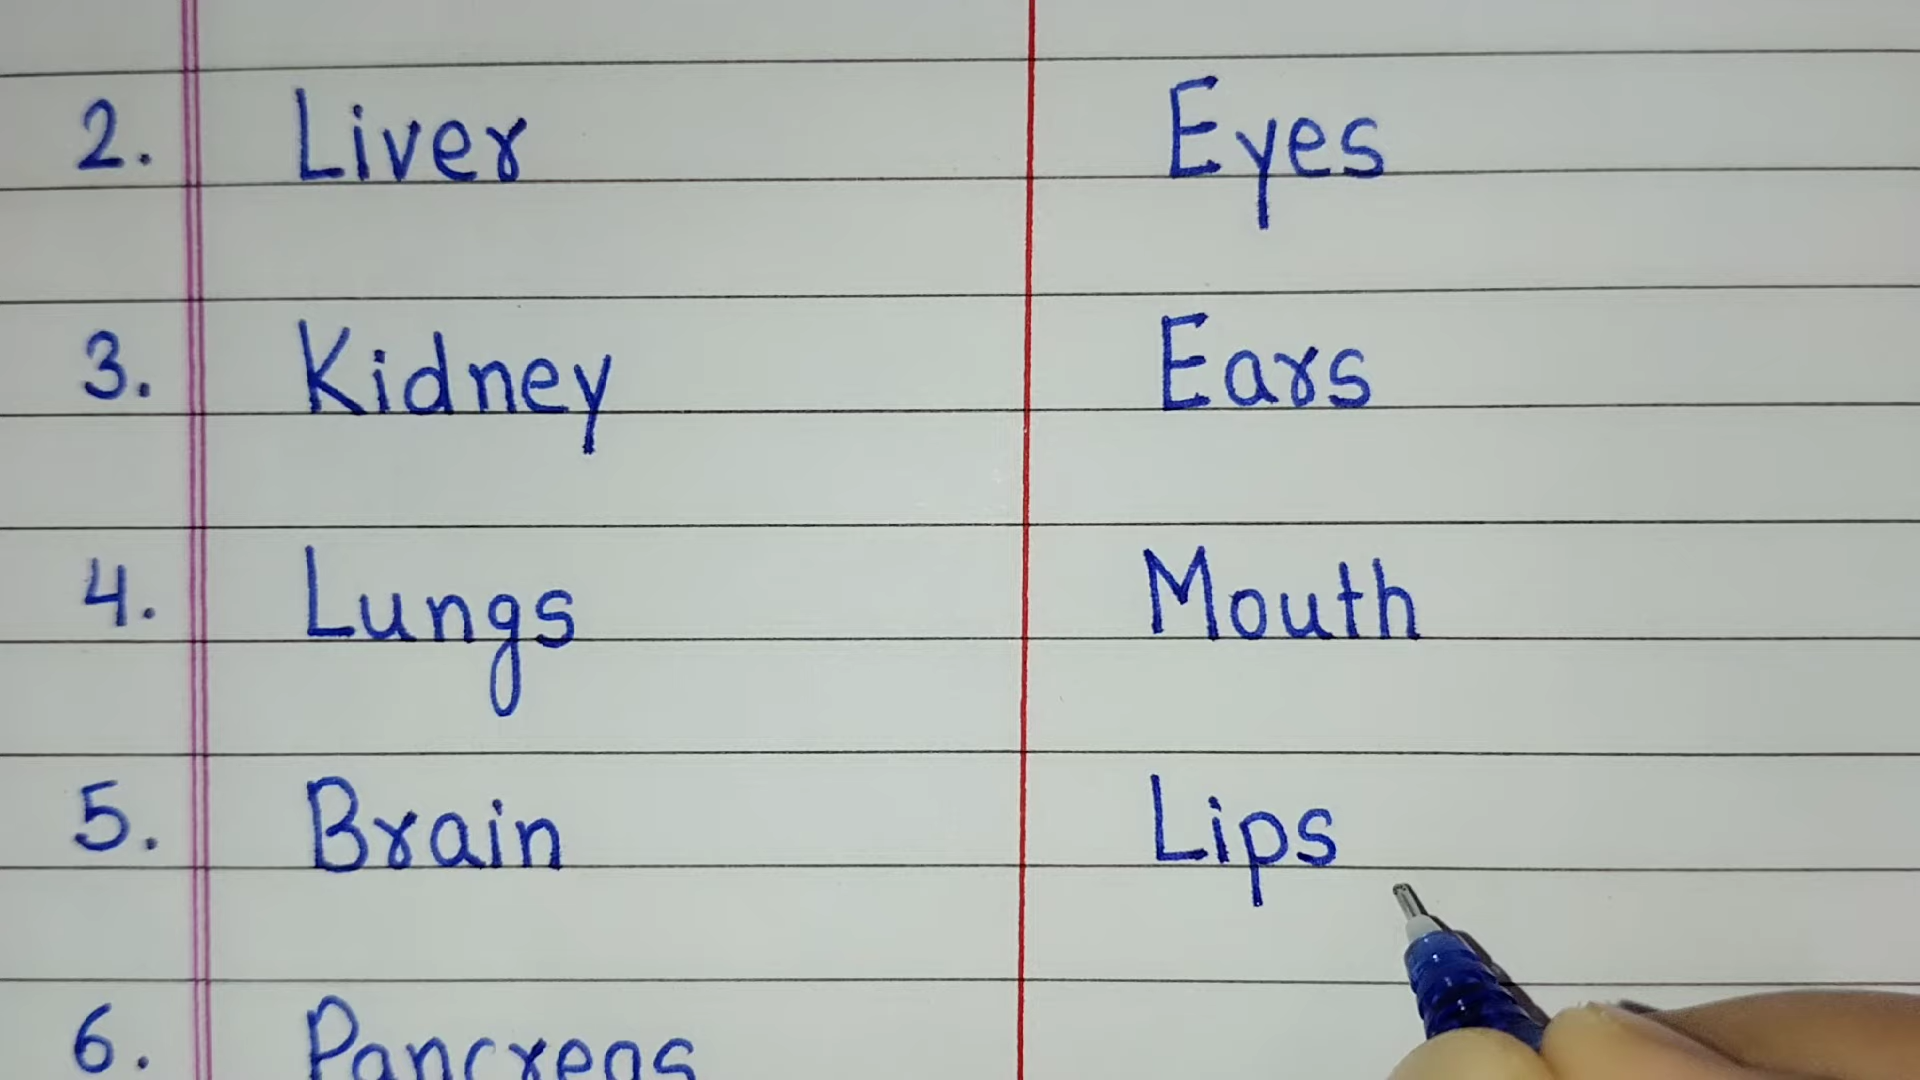 2. Liver Eyes
3. Kidney Ears
4. Lungs Mouth
5. Brain Lips
6. Pancreas